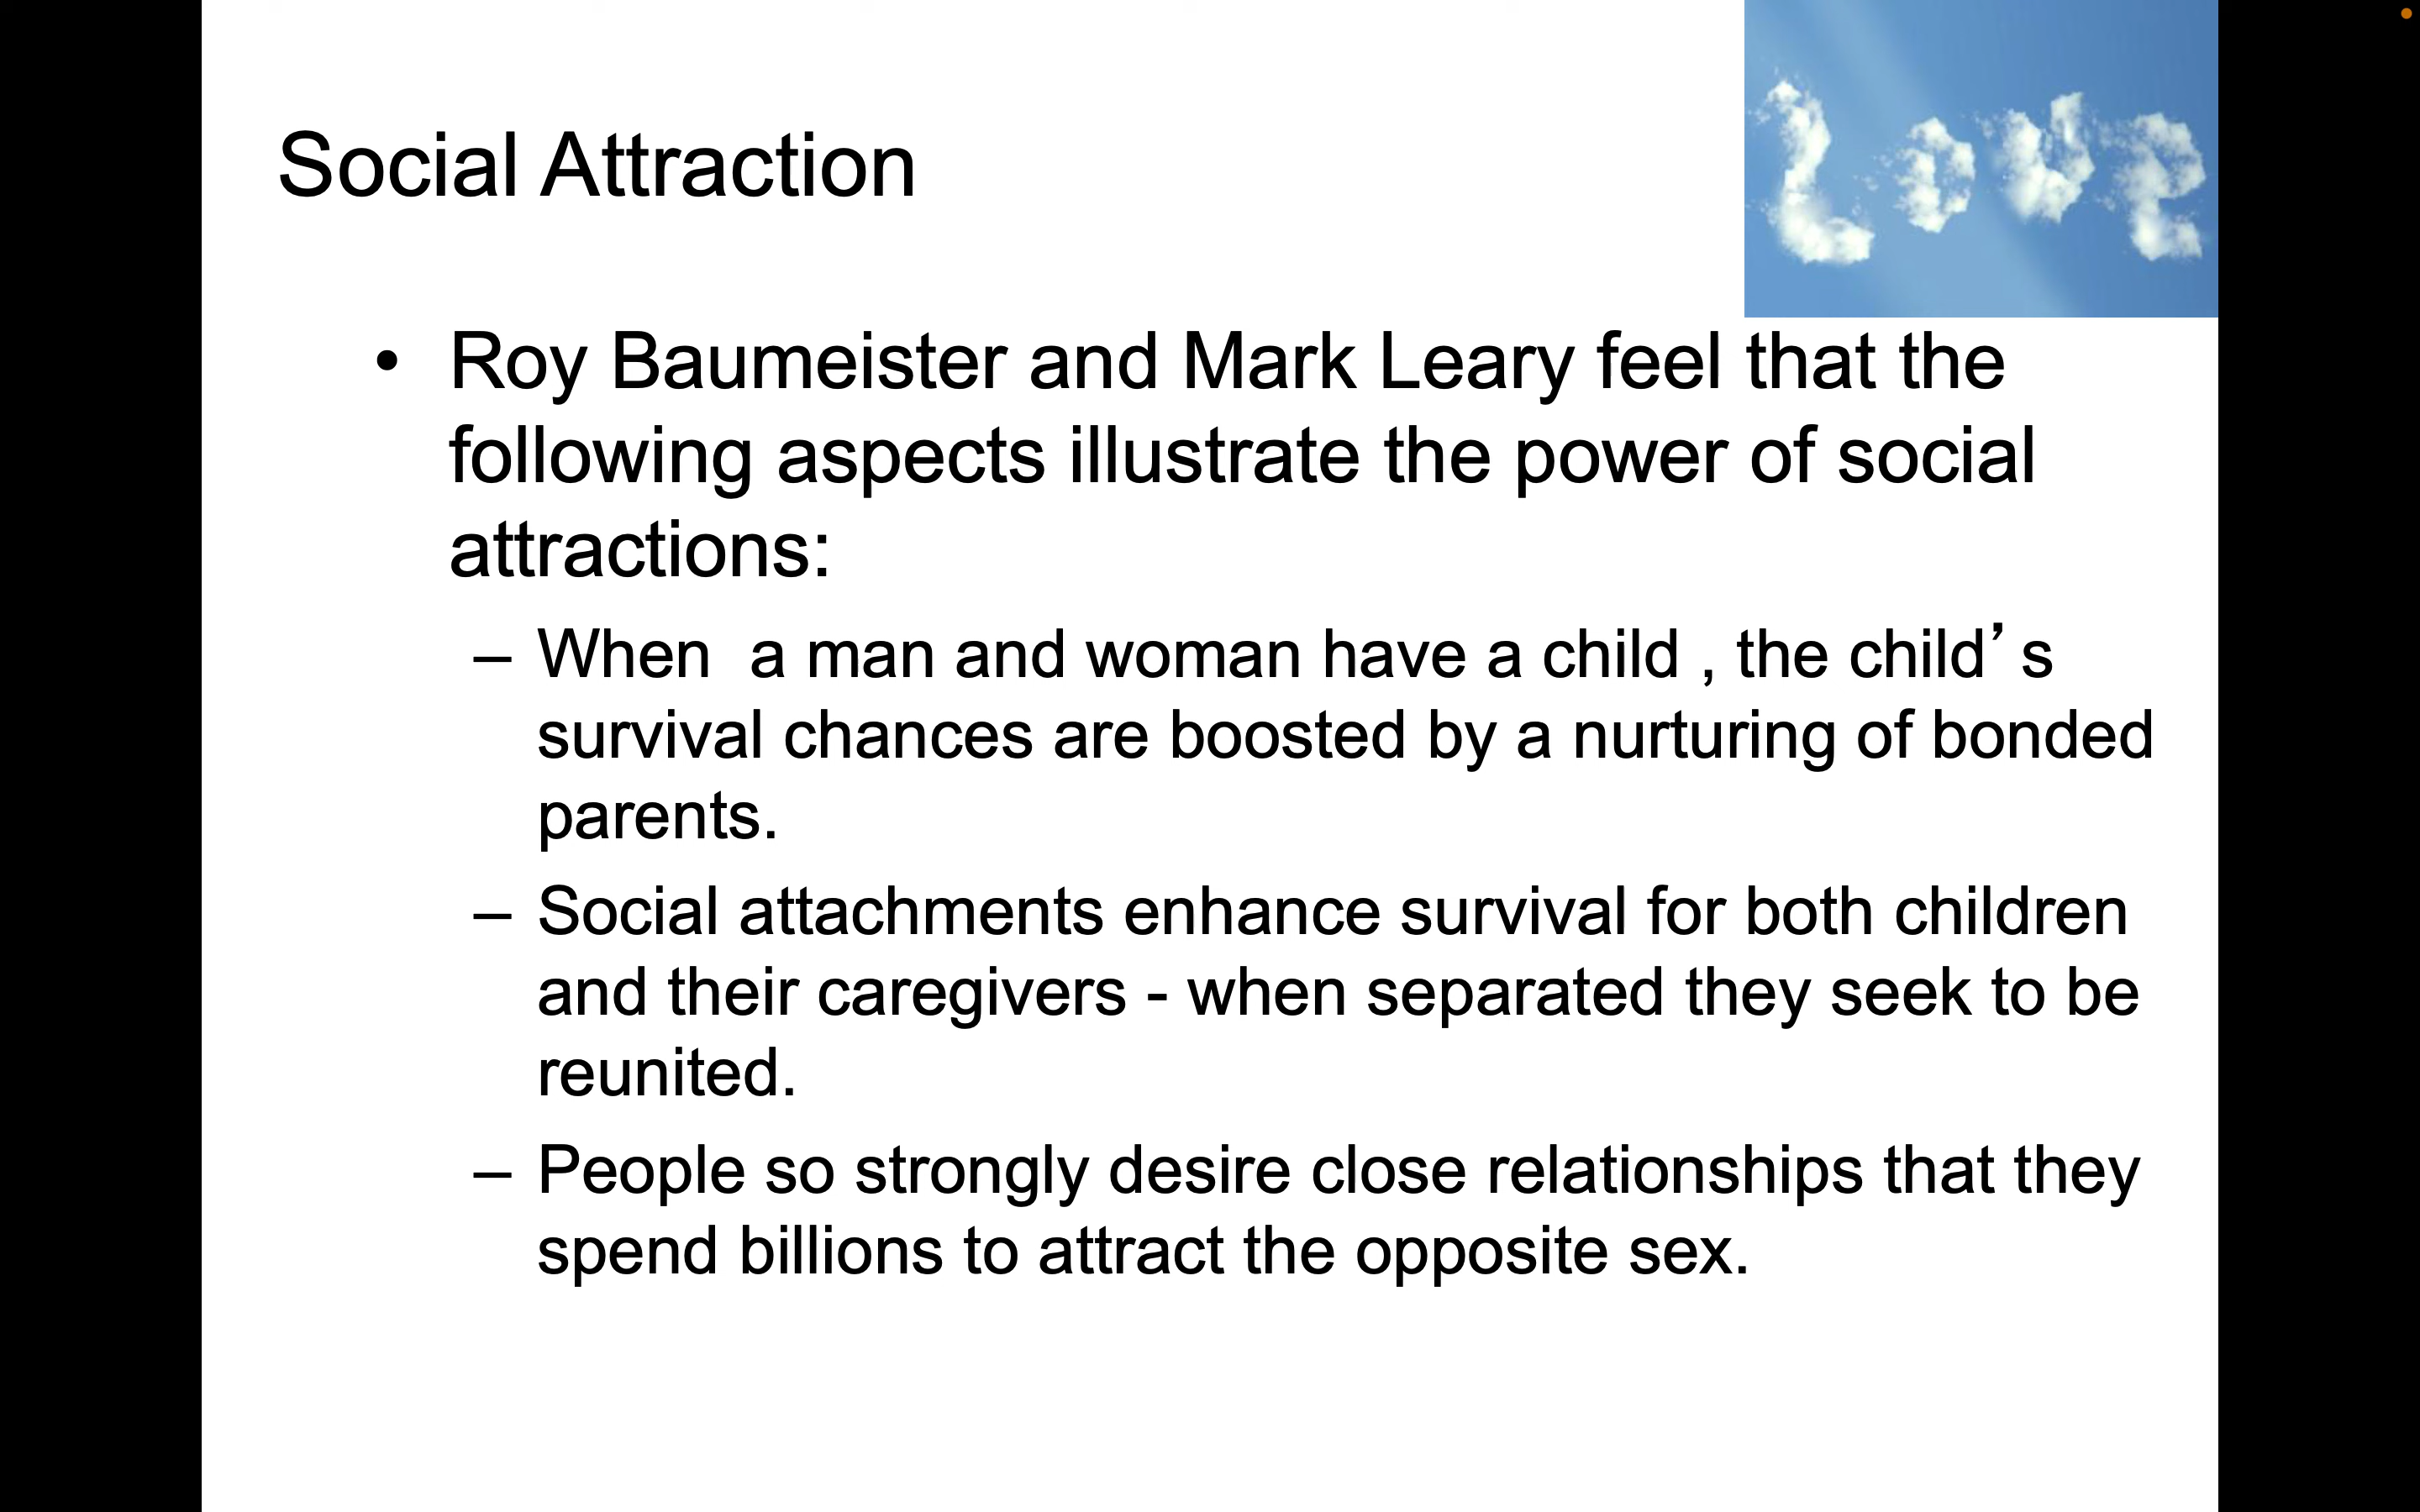 Love
Social Attraction
• Roy Baumeister and Mark Leary feel that the
following aspects illustrate the power of social
attractions:
– When  a man and woman have a child , the child’ s
survival chances are boosted by a nurturing of bonded
parents.
– Social attachments enhance survival for both children
and their caregivers - when separated they seek to be
reunited.
– People so strongly desire close relationships that they
spend billions to attract the opposite sex.